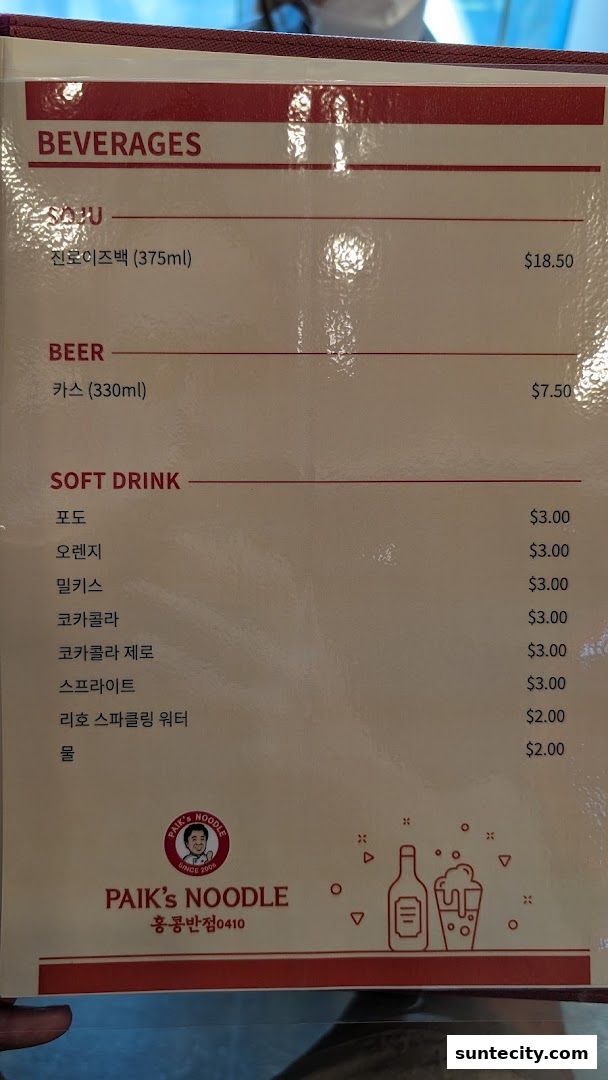 BEVERAGES
SOJU
진로이즈백 (375ml) $18.50
BEER
카스 (330ml) $7.50
SOFT DRINK
포도 $3.00
오렌지 $3.00
밀키스 $3.00
코카콜라 $3.00
코카콜라 제로 $3.00
스프라이트 $3.00
리호 스파클링 워터 $2.00
물 $2.00
PAIK's NOODLE
SINCE 2006
PAIK's NOODLE
홍콩반점0410
suntecity.com